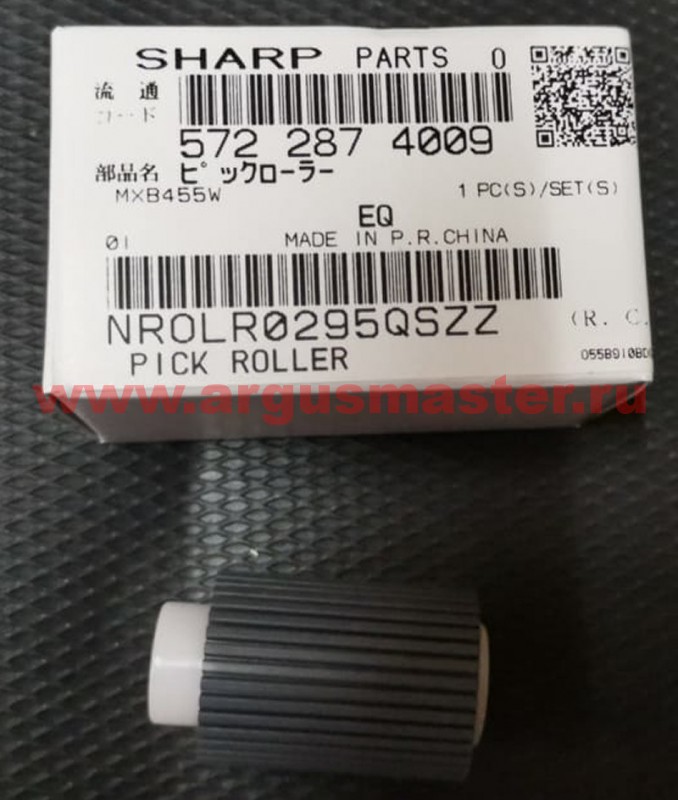 SHARP PARTS 0
流通
コード
572 287 4009
部品名 ピックローラー
MXB455W 1 PC(S)/SET(S)
EQ
01 MADE IN P.R.CHINA
NROLR0295QSZZ
(R. C.
PICK ROLLER
www.argusmaster.ru